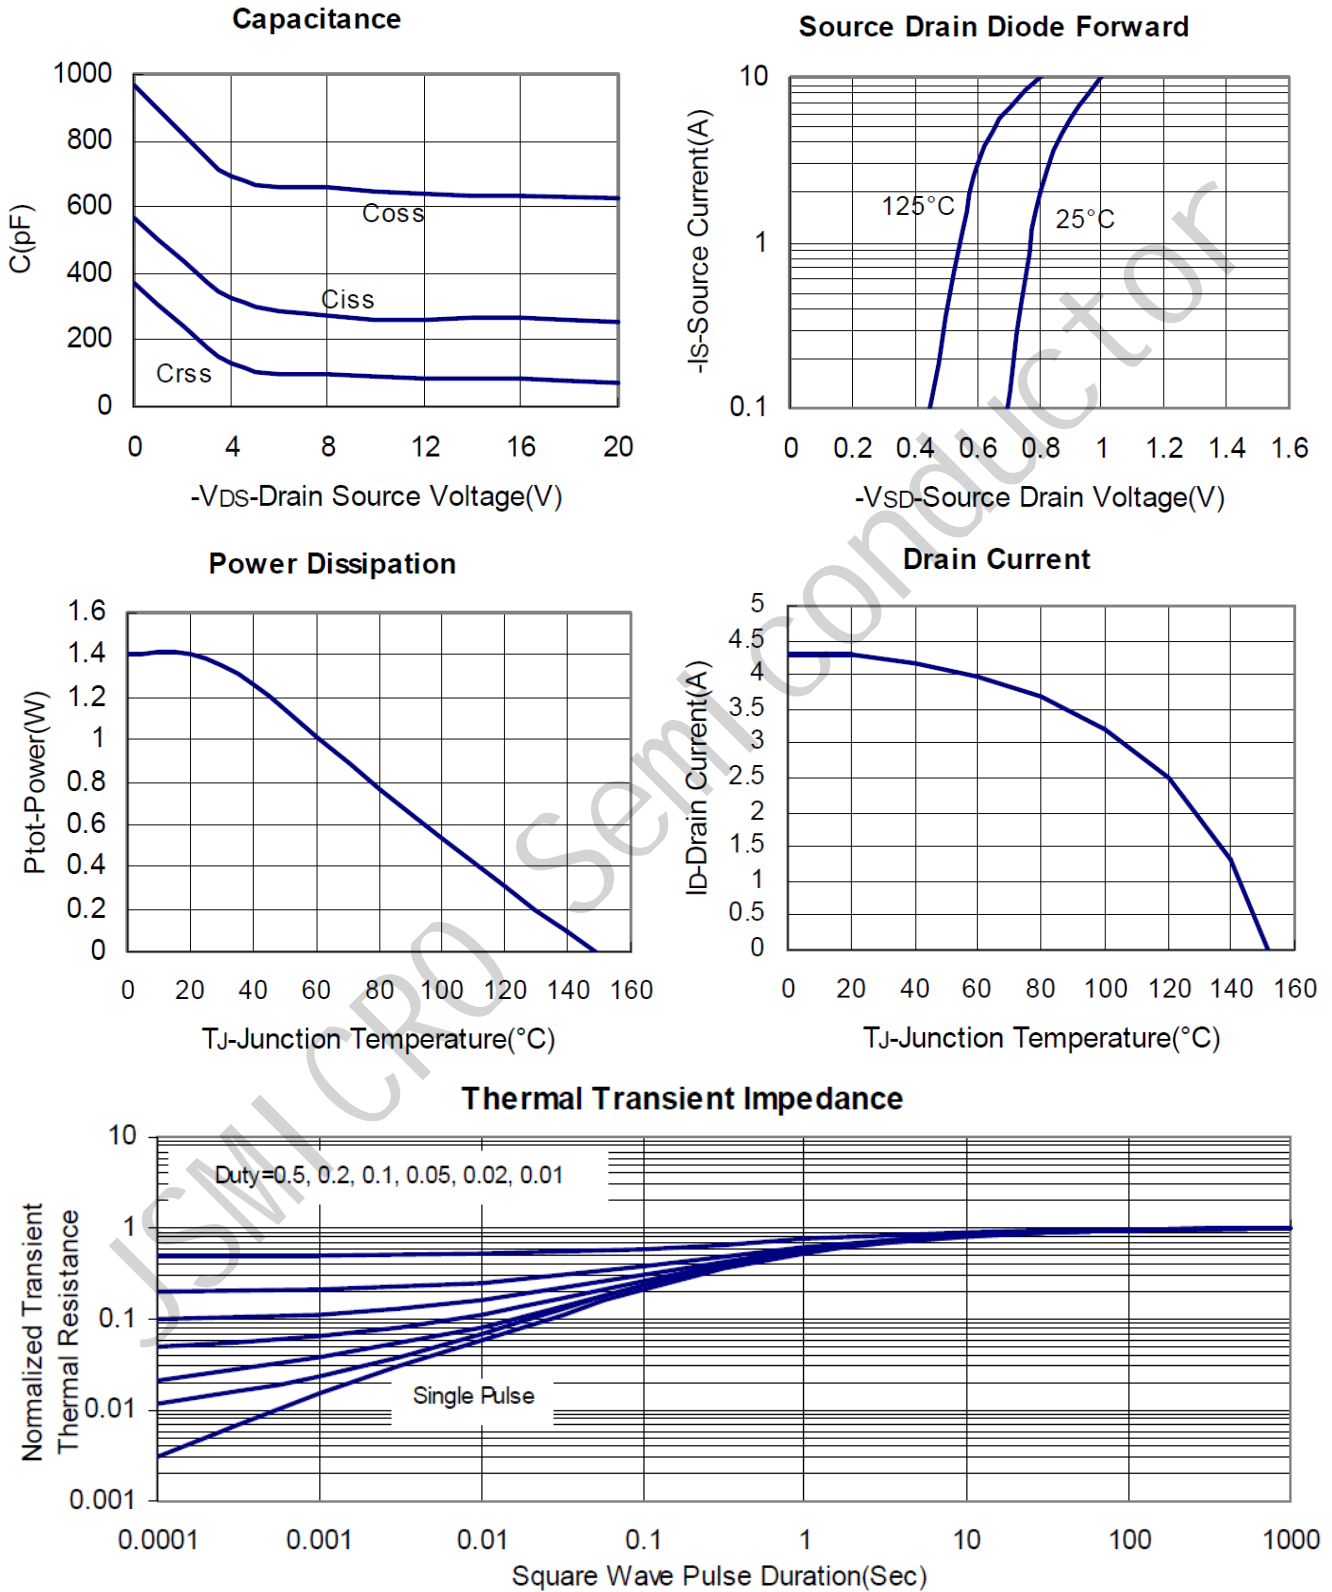 Capacitance
1000
800
600
400
200
0
C(pF)
Coss
Ciss
Crss
0 4 8 12 16 20
-VDS-Drain Source Voltage(V)
Source Drain Diode Forward
10
1
0.1
-IS-Source Current(A)
125°C
25°C
0 0.2 0.4 0.6 0.8 1 1.2 1.4 1.6
-VSD-Source Drain Voltage(V)
Power Dissipation
1.6
1.4
1.2
1
0.8
0.6
0.4
0.2
0
Ptot-Power(W)
0 20 40 60 80 100 120 140 160
TJ-Junction Temperature(°C)
Drain Current
5
4.5
4
3.5
3
2.5
2
1.5
1
0.5
0
ID-Drain Current(A)
0 20 40 60 80 100 120 140 160
TJ-Junction Temperature(°C)
Thermal Transient Impedance
10
1
0.1
0.01
0.001
Normalized Transient
Thermal Resistance
Duty=0.5, 0.2, 0.1, 0.05, 0.02, 0.01
Single Pulse
0.0001 0.001 0.01 0.1 1 10 100 1000
Square Wave Pulse Duration(Sec)
JSMICRO Semiconductor